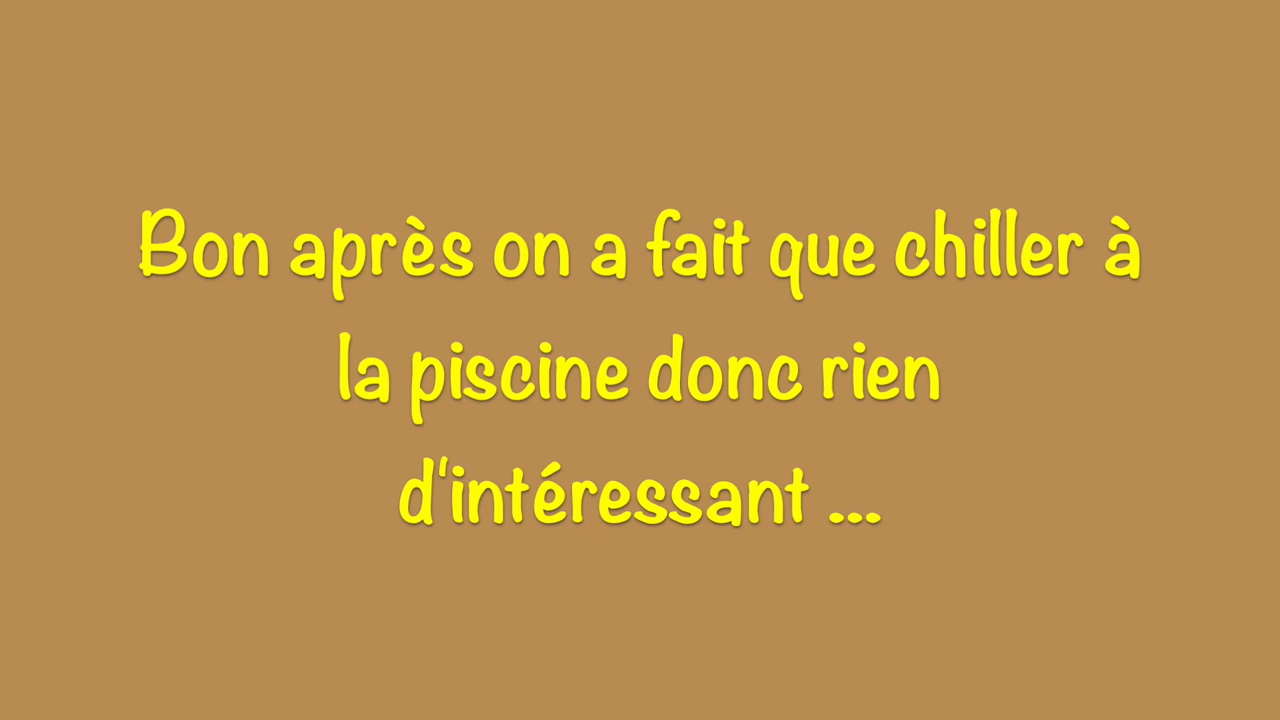 Bon après on a fait que chiller à
la piscine donc rien
d'intéressant ...